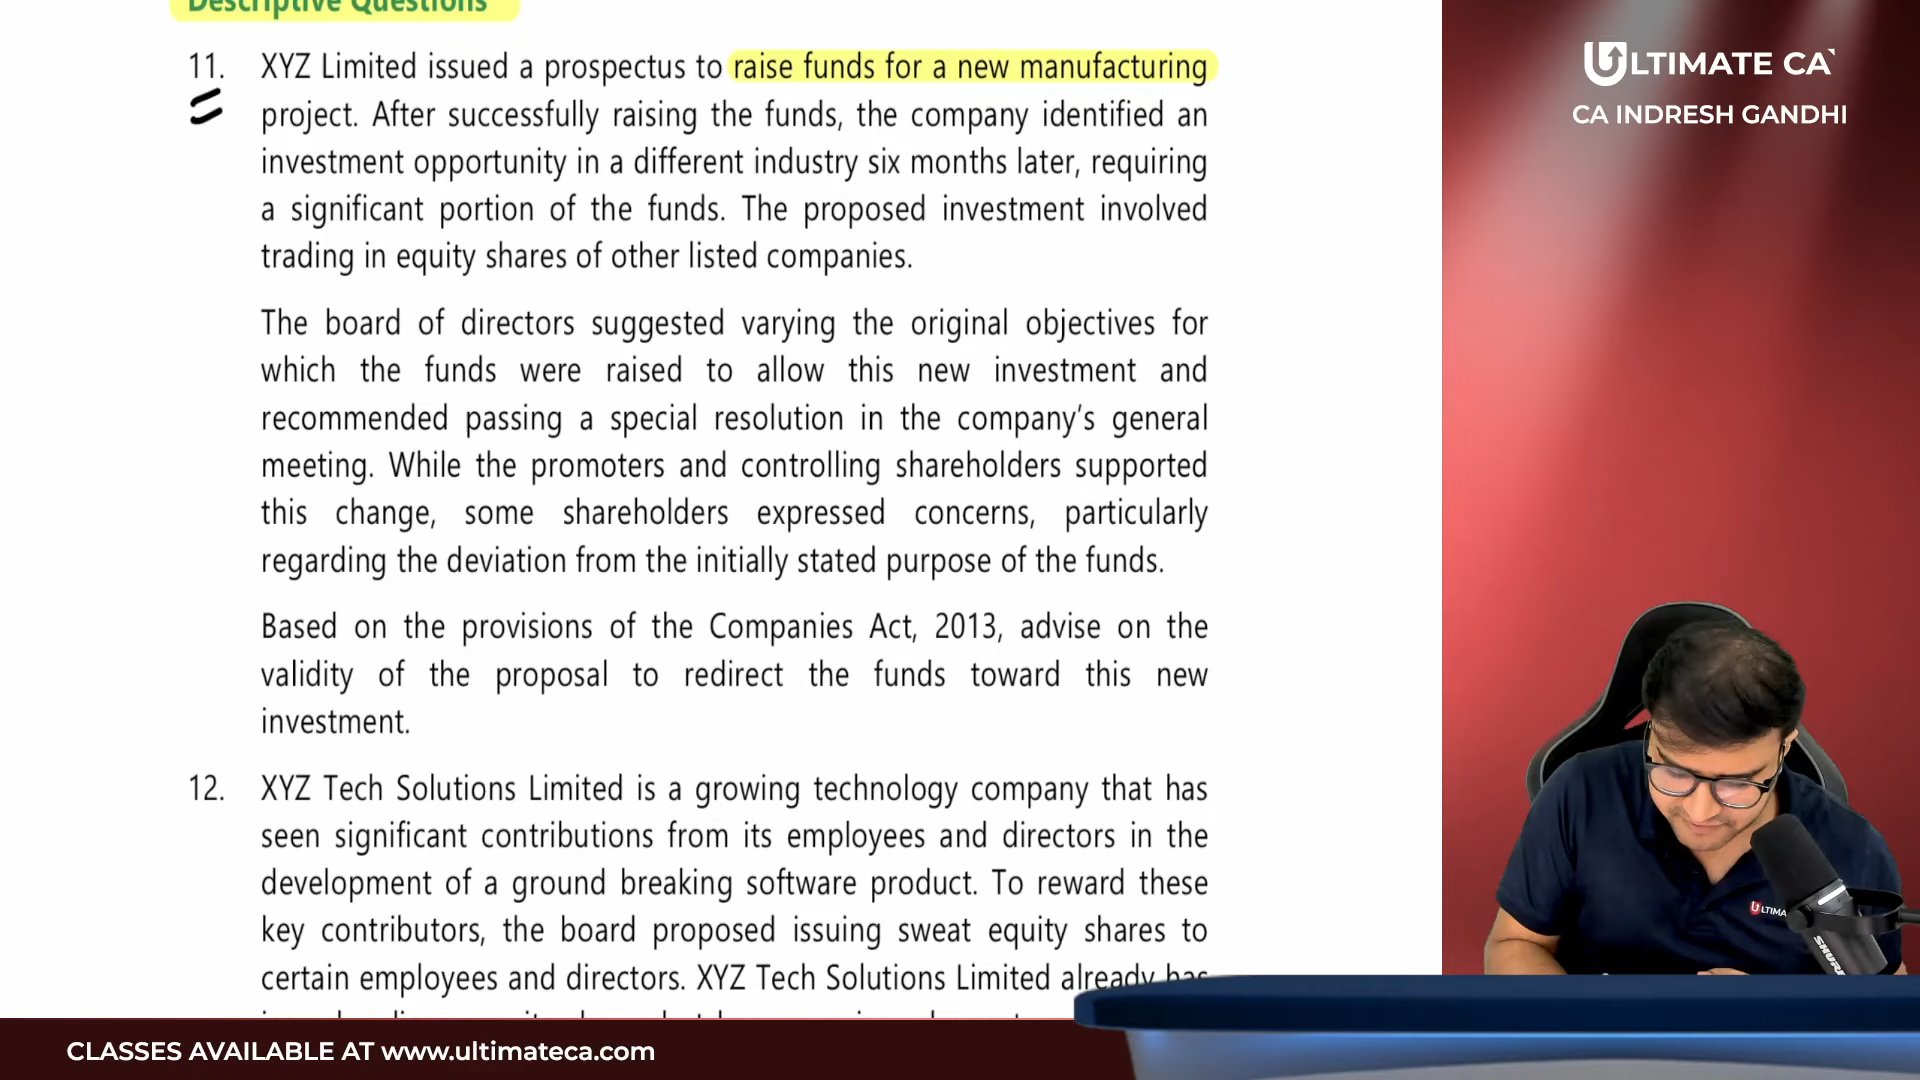 Descriptive Questions
11. XYZ Limited issued a prospectus to raise funds for a new manufacturing
project. After successfully raising the funds, the company identified an
investment opportunity in a different industry six months later, requiring
a significant portion of the funds. The proposed investment involved
trading in equity shares of other listed companies.
The board of directors suggested varying the original objectives for
which the funds were raised to allow this new investment and
recommended passing a special resolution in the company’s general
meeting. While the promoters and controlling shareholders supported
this change, some shareholders expressed concerns, particularly
regarding the deviation from the initially stated purpose of the funds.
Based on the provisions of the Companies Act, 2013, advise on the
validity of the proposal to redirect the funds toward this new
investment.
12. XYZ Tech Solutions Limited is a growing technology company that has
seen significant contributions from its employees and directors in the
development of a ground breaking software product. To reward these
key contributors, the board proposed issuing sweat equity shares to
certain employees and directors. XYZ Tech Solutions Limited already has
ULTIMATE CA
CA INDRESH GANDHI
ULTIMA
SHURE
CLASSES AVAILABLE AT www.ultimateca.com